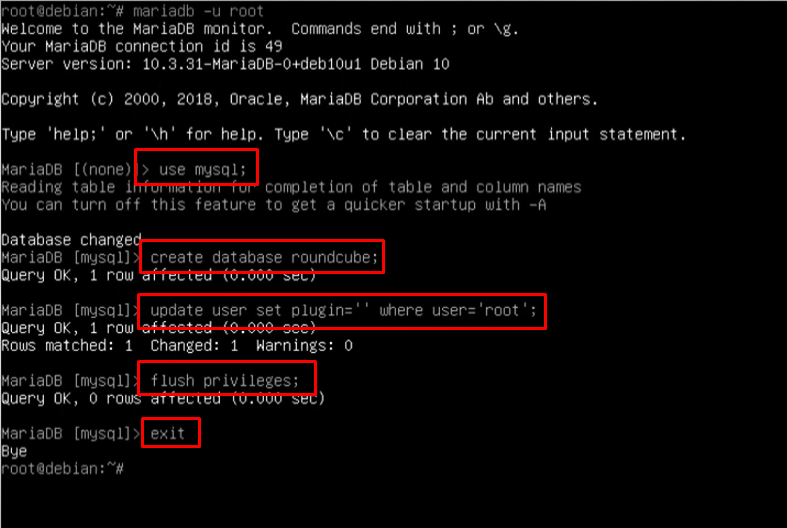 root@debian:~# mariadb -u root
Welcome to the MariaDB monitor.  Commands end with ; or \g.
Your MariaDB connection id is 49
Server version: 10.3.31-MariaDB-0+deb10u1 Debian 10
Copyright (c) 2000, 2018, Oracle, MariaDB Corporation Ab and others.
Type 'help;' or '\h' for help. Type '\c' to clear the current input statement.
MariaDB [(none)]> use mysql;
Reading table information for completion of table and column names
You can turn off this feature to get a quicker startup with -A
Database changed
MariaDB [mysql]> create database roundcube;
Query OK, 1 row affected (0.000 sec)
MariaDB [mysql]> update user set plugin='' where user='root';
Query OK, 1 row affected (0.000 sec)
Rows matched: 1  Changed: 1  Warnings: 0
MariaDB [mysql]> flush privileges;
Query OK, 0 rows affected (0.000 sec)
MariaDB [mysql]> exit
Bye
root@debian:~#